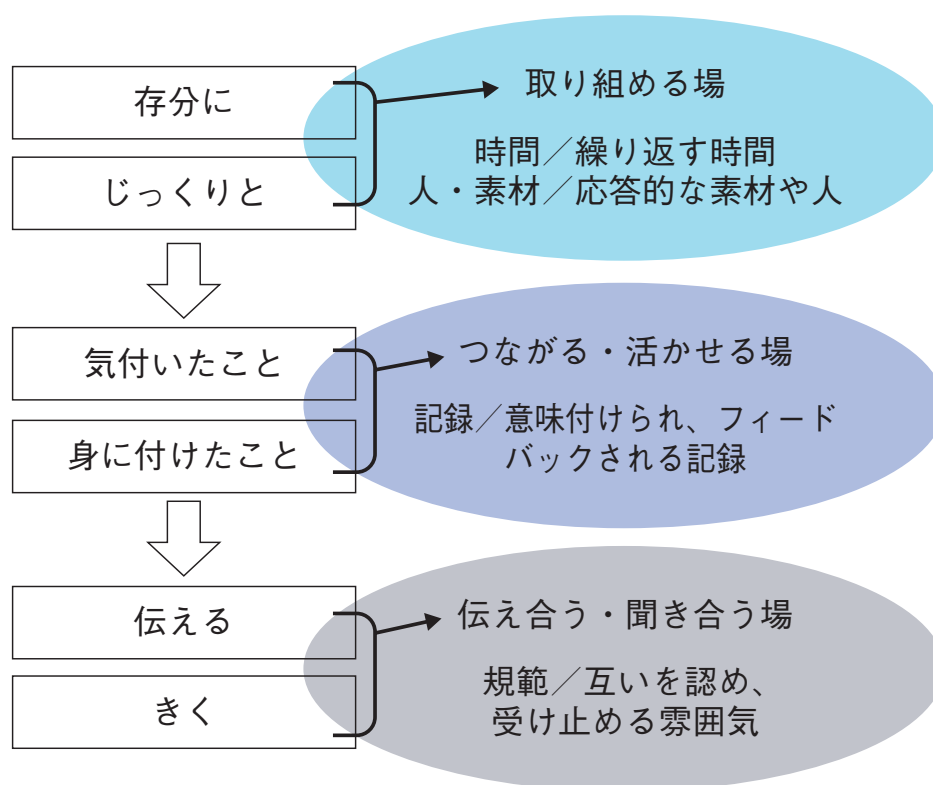 存分に
じっくりと
取り組める場
時間／繰り返す時間
人・素材／応答的な素材や人
気付いたこと
身に付けたこと
つながる・活かせる場
記録／意味付けられ、フィード
バックされる記録
伝える
きく
伝え合う・聞き合う場
規範／互いを認め、
受け止める雰囲気